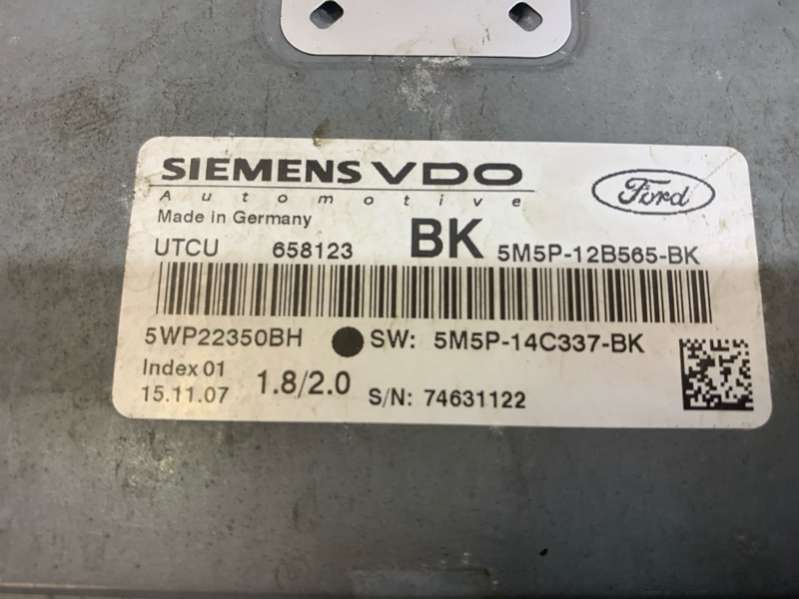 SIEMENS VDO
Automotive
Ford
Made in Germany
UTCU 658123 BK 5M5P-12B565-BK
5WP22350BH SW: 5M5P-14C337-BK
Index 01
15.11.07 1.8/2.0 S/N: 74631122